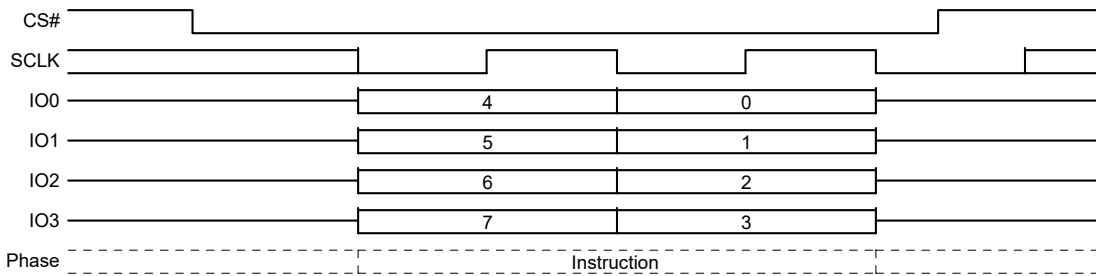 CS#
SCLK
IO0 4 0
IO1 5 1
IO2 6 2
IO3 7 3
Phase Instruction